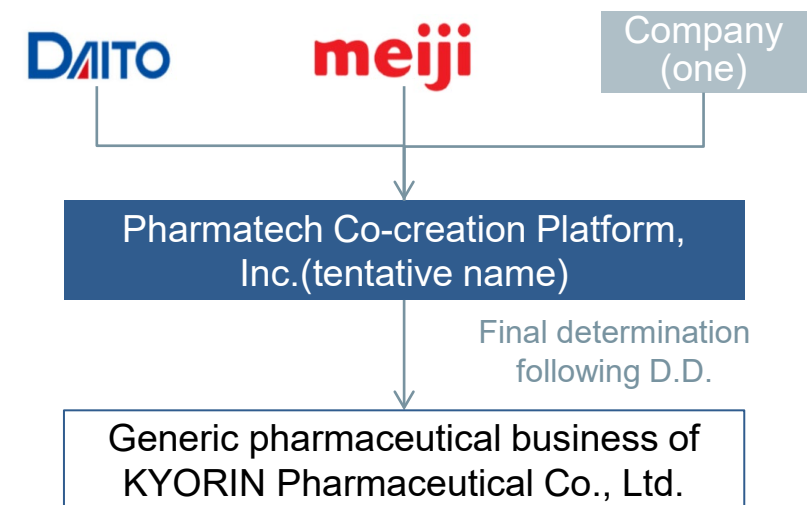 DAITO
meiji
Company
(one)
Pharmatech Co-creation Platform,
Inc.(tentative name)
Final determination
following D.D.
Generic pharmaceutical business of
KYORIN Pharmaceutical Co., Ltd.